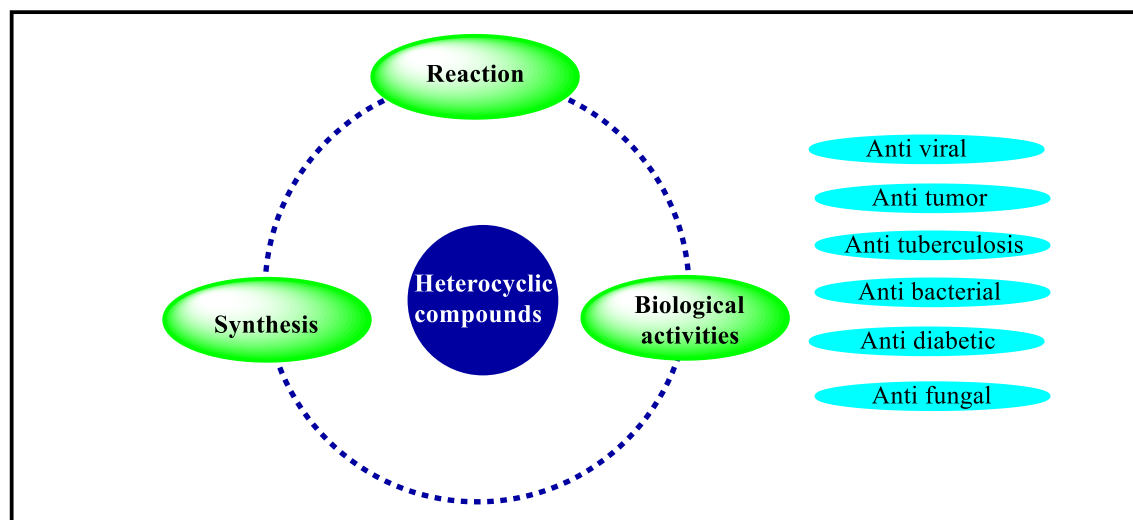 Reaction
Synthesis
Heterocyclic
compounds
Biological
activities
Anti viral
Anti tumor
Anti tuberculosis
Anti bacterial
Anti diabetic
Anti fungal